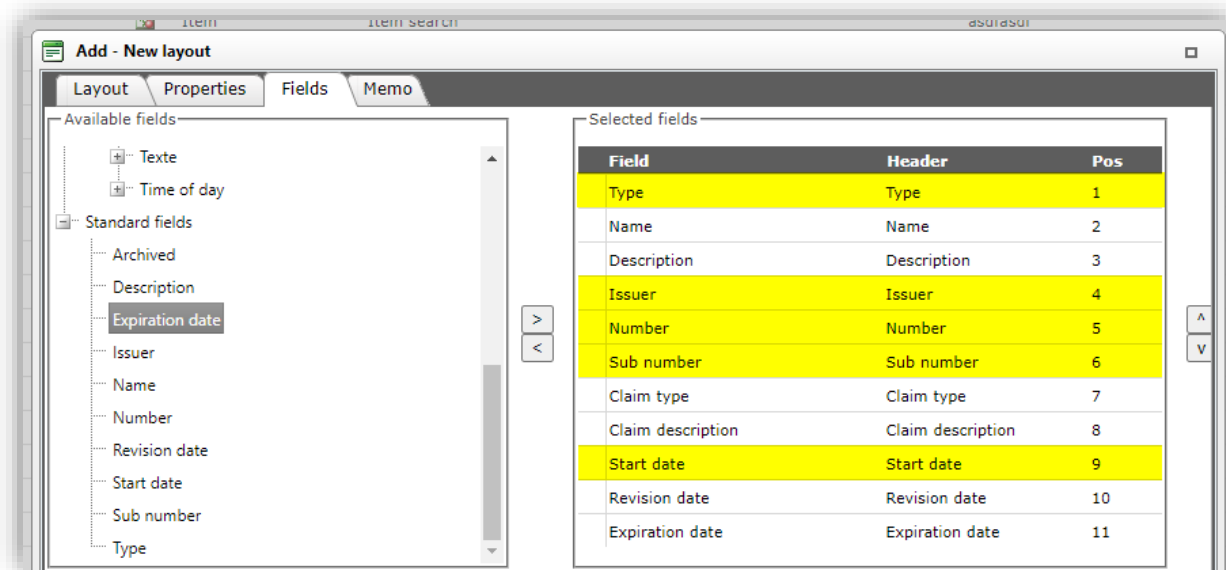 Item Item search asdfasdf
Add - New layout
Layout Properties Fields Memo
Available fields
Texte
Time of day
Standard fields
Archived
Description
Expiration date
Issuer
Name
Number
Revision date
Start date
Sub number
Type
>
<
Selected fields
Field Header Pos
Type Type 1
Name Name 2
Description Description 3
Issuer Issuer 4
Number Number 5
Sub number Sub number 6
Claim type Claim type 7
Claim description Claim description 8
Start date Start date 9
Revision date Revision date 10
Expiration date Expiration date 11
^
v